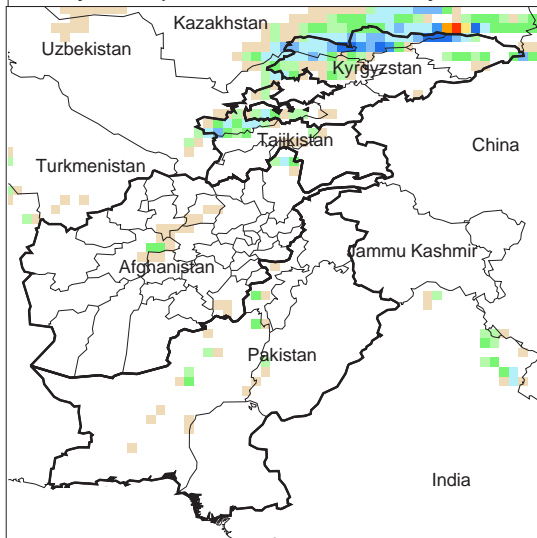 Kazakhstan
Uzbekistan
Kyrgyzstan
China
Tajikistan
Turkmenistan
Jammu Kashmir
Afghanistan
Pakistan
India